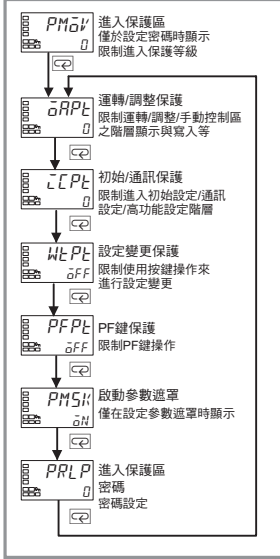 PMOV
0
進入保護區
僅於設定密碼時顯示
限制進入保護等級
OAPT
0
運轉/調整保護
限制運轉/調整/手動控制區
之階層顯示與寫入等
ICPT
0
初始/通訊保護
限制進入初始設定/通訊
設定/高功能設定階層
WTPT
OFF
設定變更保護
限制使用按鍵操作來
進行設定變更
PFPT
OFF
PF鍵保護
限制PF鍵操作
PMSK
ON
啟動參數遮罩
僅在設定參數遮罩時顯示
PRLP
0
進入保護區
密碼
密碼設定